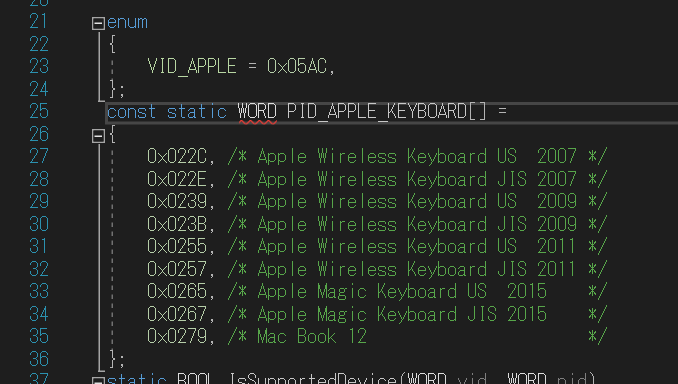 21 enum
22 {
23 VID_APPLE = 0x05AC,
24 };
25 const static WORD PID_APPLE_KEYBOARD[] =
26 {
27 0x022C, /* Apple Wireless Keyboard US  2007 */
28 0x022E, /* Apple Wireless Keyboard JIS 2007 */
29 0x0239, /* Apple Wireless Keyboard US  2009 */
30 0x023B, /* Apple Wireless Keyboard JIS 2009 */
31 0x0255, /* Apple Wireless Keyboard US  2011 */
32 0x0257, /* Apple Wireless Keyboard JIS 2011 */
33 0x0265, /* Apple Magic Keyboard US  2015    */
34 0x0267, /* Apple Magic Keyboard JIS 2015    */
35 0x0279, /* Mac Book 12                      */
36 };
37 static BOOL IsSupportedDevice(WORD vid, WORD pid)